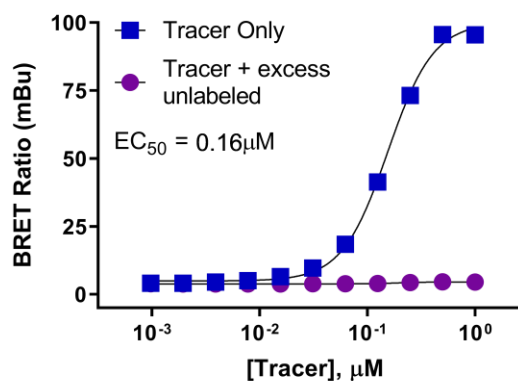 100
75
50
25
0
BRET Ratio (mBu)
Tracer Only
Tracer + excess
unlabeled
EC₅₀ = 0.16μM
10⁻³ 10⁻² 10⁻¹ 10⁰
[Tracer], μM